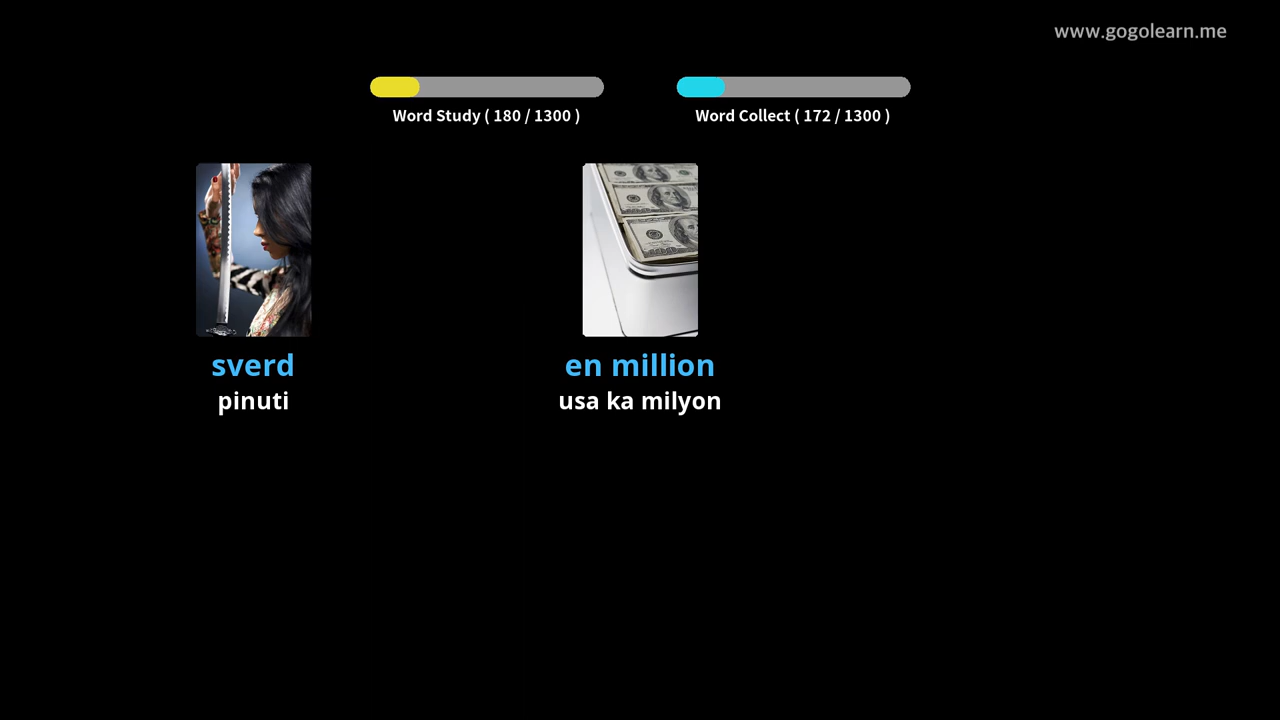 www.gogolearn.me
Word Study ( 180 / 1300 )
Word Collect ( 172 / 1300 )
sverd
pinuti
en million
usa ka milyon